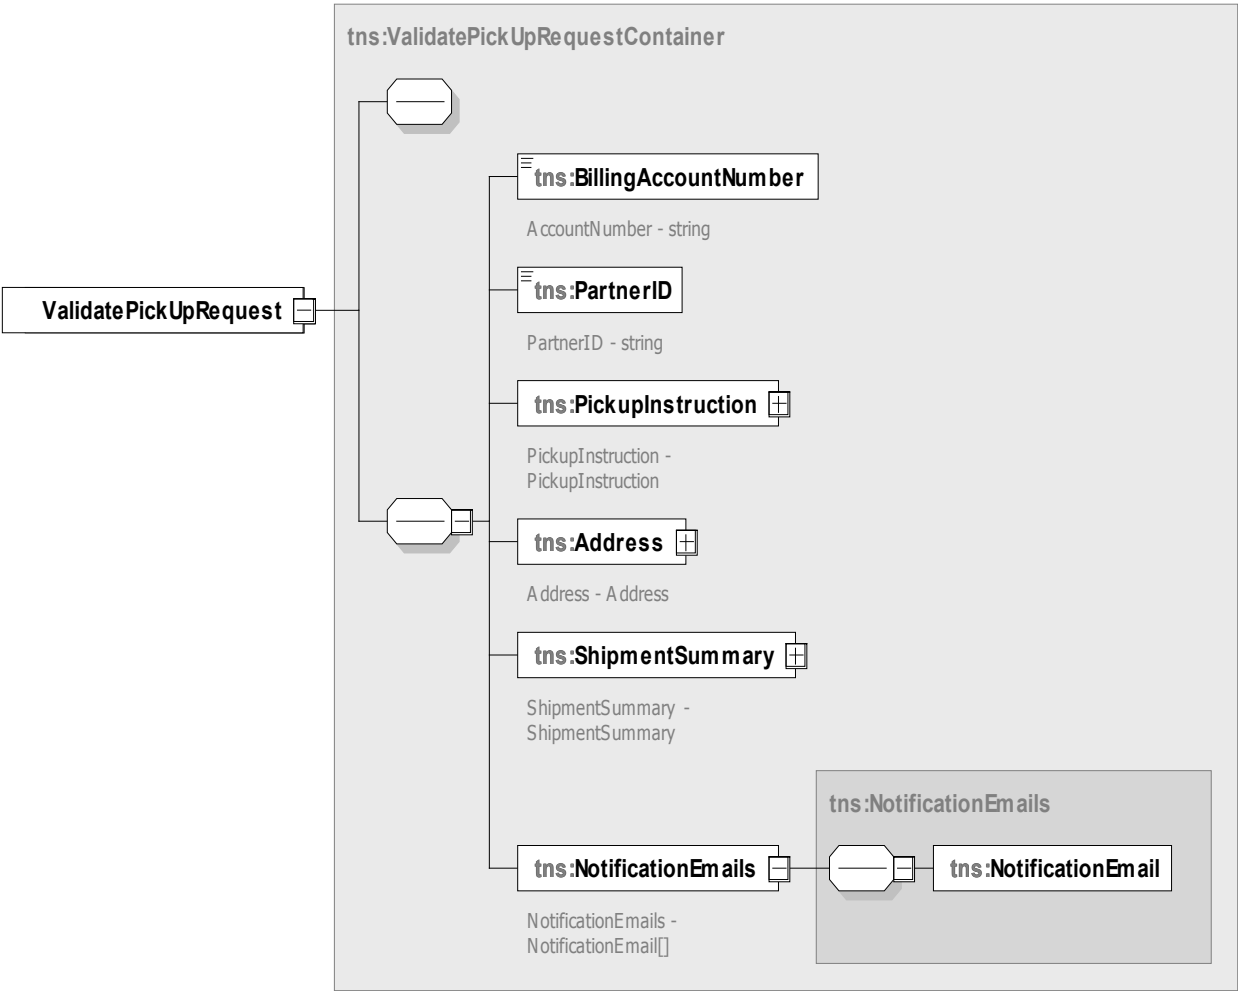 tns:ValidatePickUpRequestContainer
tns:BillingAccountNumber
AccountNumber - string
tns:PartnerID
PartnerID - string
ValidatePickUpRequest
tns:PickupInstruction
PickupInstruction -
PickupInstruction
tns:Address
Address - Address
tns:ShipmentSummary
ShipmentSummary -
ShipmentSummary
tns:NotificationEmails
tns:NotificationEmails
tns:NotificationEmail
NotificationEmails -
NotificationEmail[]